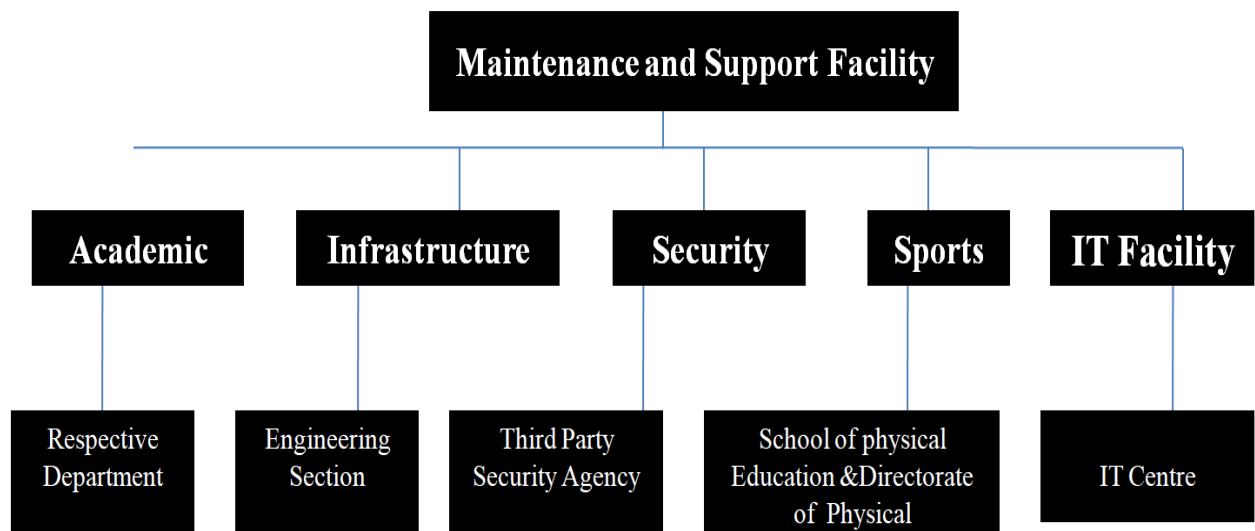 Maintenance and Support Facility
Academic
Infrastructure
Security
Sports
IT Facility
Respective
Department
Engineering
Section
Third Party
Security Agency
School of physical
Education &Directorate
of Physical
IT Centre